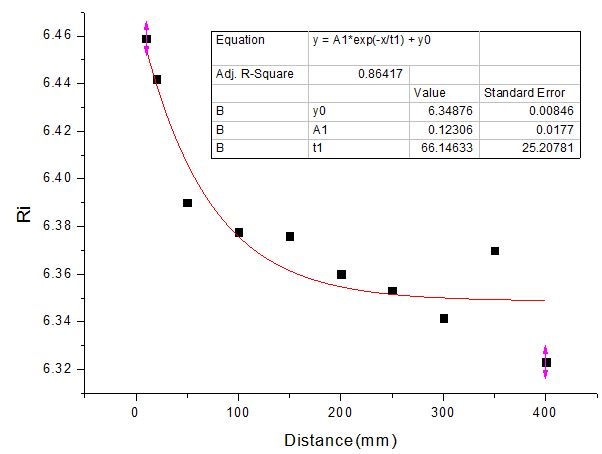 6.46
6.44
6.42
6.40
6.38
6.36
6.34
6.32
Ri
Equation y = A1*exp(-x/t1) + y0
Adj. R-Square 0.86417
Value Standard Error
B y0 6.34876 0.00846
B A1 0.12306 0.0177
B t1 66.14633 25.20781
0 100 200 300 400
Distance(mm)